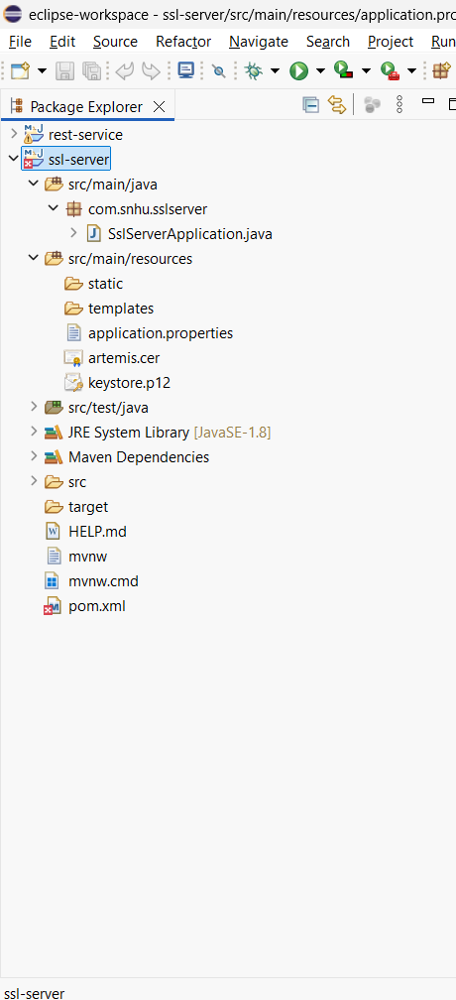 eclipse-workspace - ssl-server/src/main/resources/application.pro
File Edit Source Refactor Navigate Search Project Run
Package Explorer
rest-service
ssl-server
src/main/java
com.snhu.sslserver
SslServerApplication.java
src/main/resources
static
templates
application.properties
artemis.cer
keystore.p12
src/test/java
JRE System Library [JavaSE-1.8]
Maven Dependencies
src
target
HELP.md
mvnw
mvnw.cmd
pom.xml
ssl-server